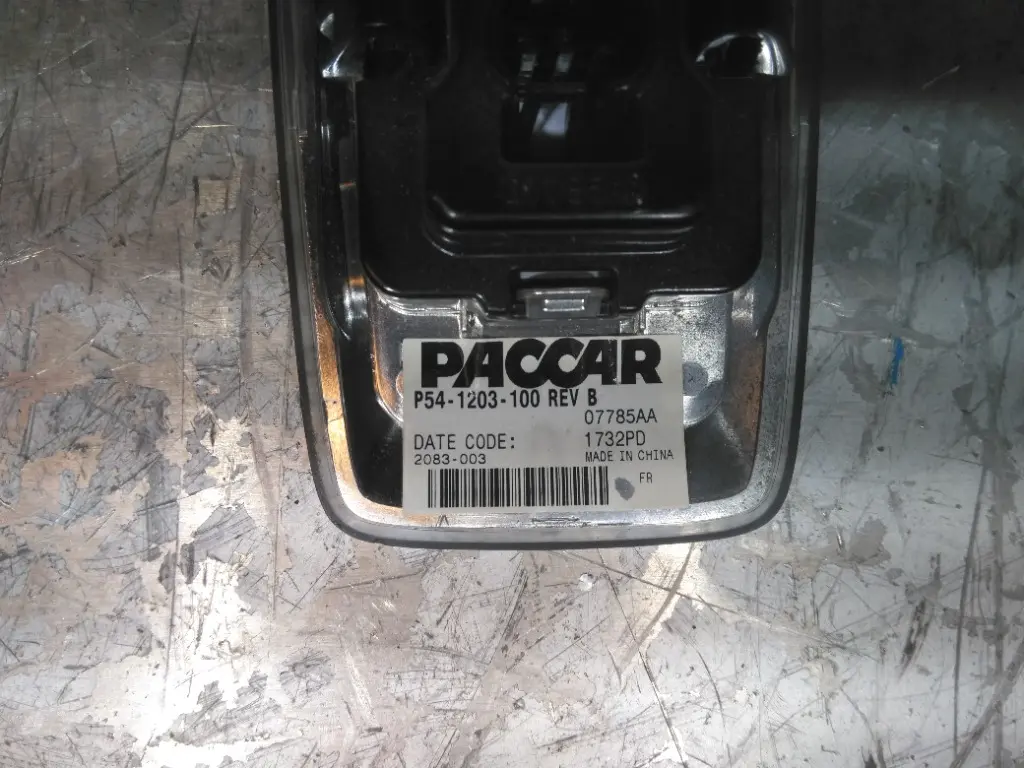 PACCAR
P54-1203-100 REV B
07785AA
DATE CODE: 1732PD
2083-003 MADE IN CHINA
FR